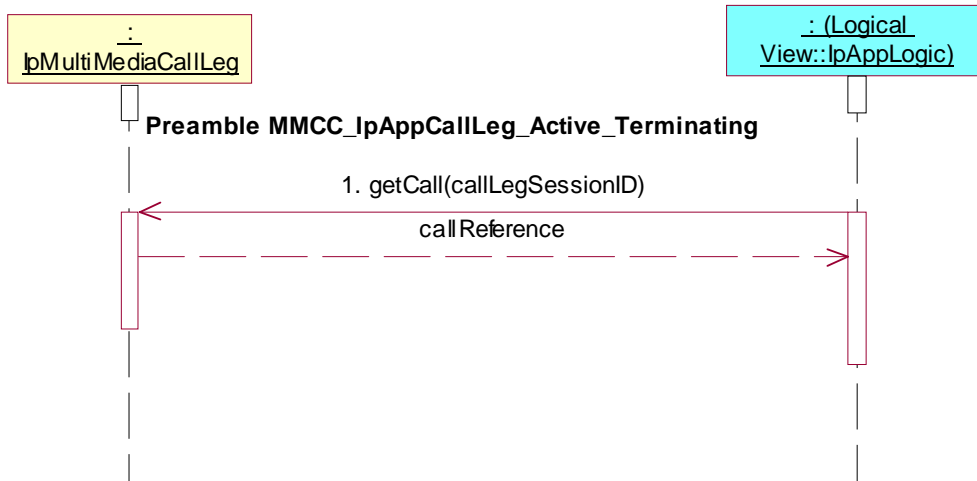 :
IpMultiMediaCallLeg
: (Logical
View::IpAppLogic)
Preamble MMCC_IpAppCallLeg_Active_Terminating
1. getCall(callLegSessionID)
callReference